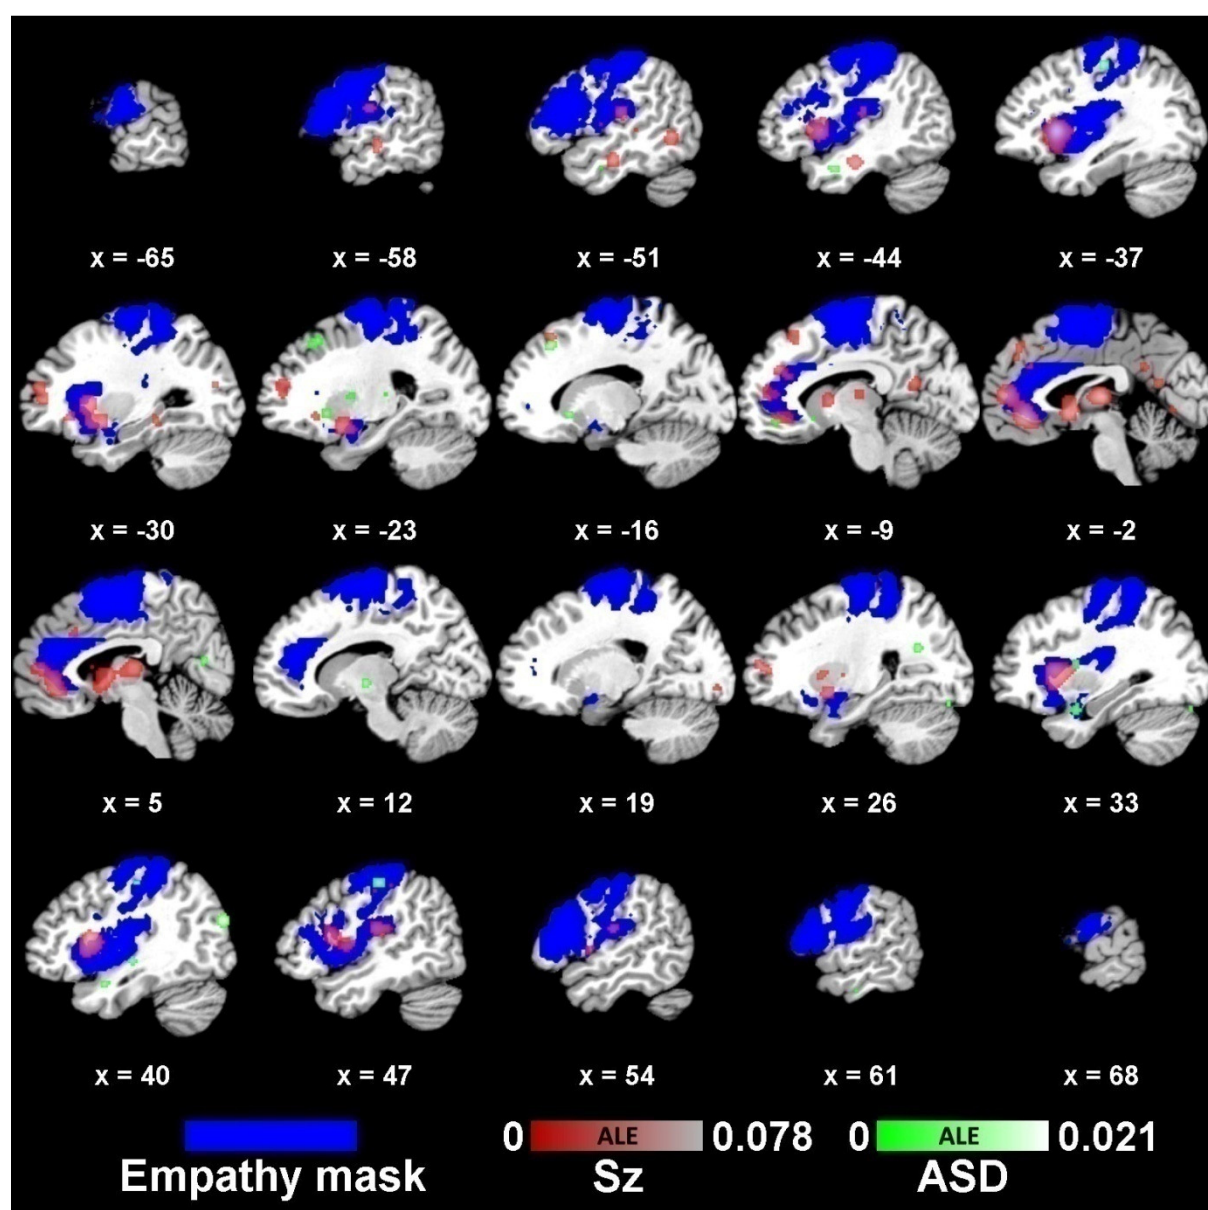 x = -65 x = -58 x = -51 x = -44 x = -37
x = -30 x = -23 x = -16 x = -9 x = -2
x = 5 x = 12 x = 19 x = 26 x = 33
x = 40 x = 47 x = 54 x = 61 x = 68
0 ALE 0.078 0 ALE 0.021
Empathy mask Sz ASD